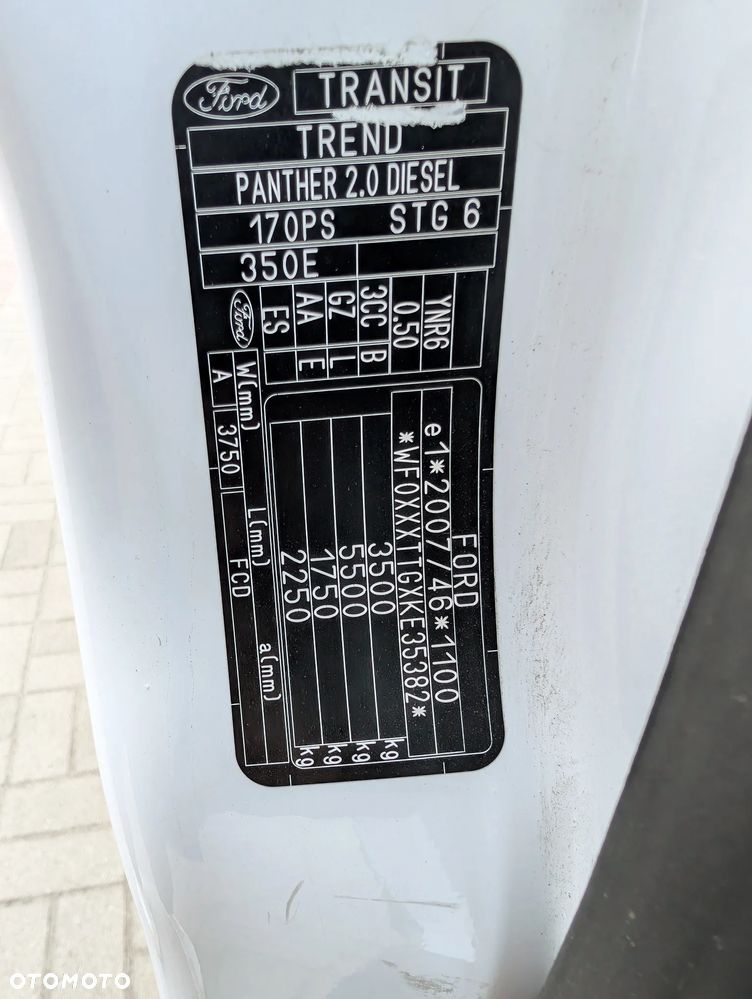 Ford TRANSIT
TREND
PANTHER 2.0 DIESEL
170PS STG 6
350E
YNR6
0.50
3CC B
GZ L
AA E
ES
Ford
W(mm) L(mm) a(mm)
A 3750 FCD
FORD
e1*2007/46*1100
*WF0XXXTTGXKE35382*
3500 kg
5500 kg
1750 kg
2250 kg
OTOMOTO